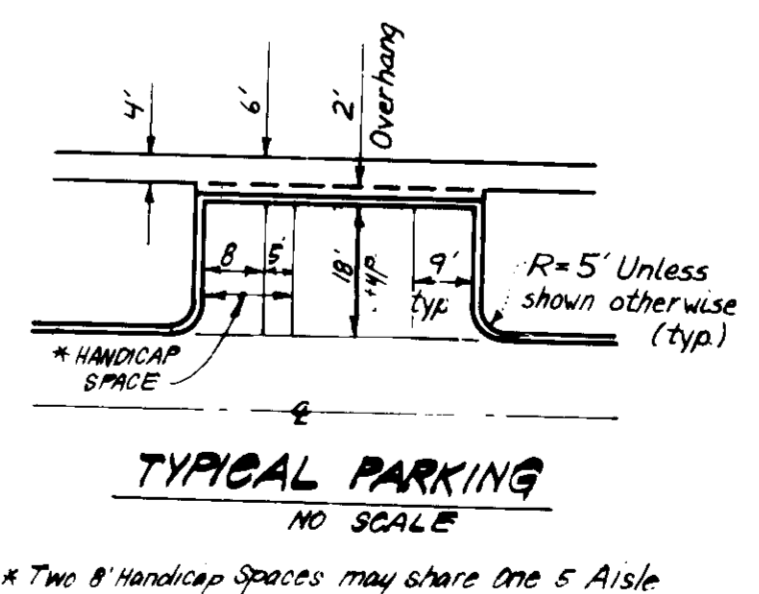 4'
6'
2'
Overhang
8
5'
18'
typ.
9'
typ
R=5' Unless
shown otherwise
(typ.)
* HANDICAP
SPACE
℄
TYPICAL PARKING
NO SCALE
* Two 8' Handicap Spaces may share One 5 Aisle